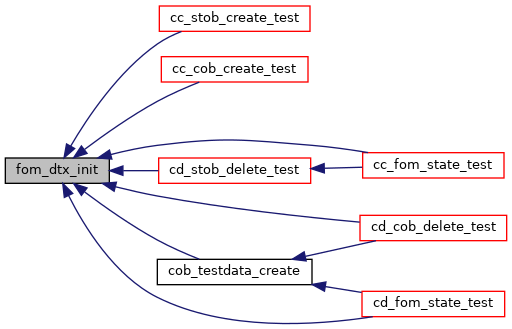 cc_stob_create_test
cc_cob_create_test
fom_dtx_init
cd_stob_delete_test
cc_fom_state_test
cd_cob_delete_test
cob_testdata_create
cd_fom_state_test